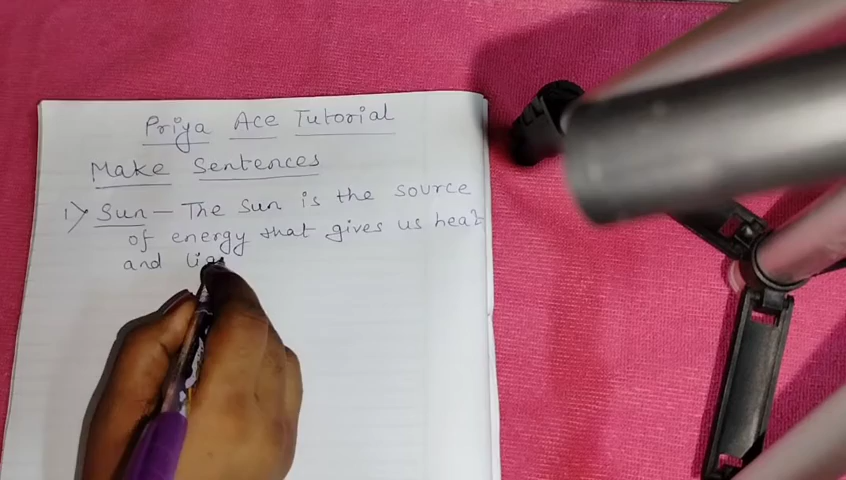 Priya Ace Tutorial
Make Sentences
1) Sun - The sun is the source
of energy that gives us heat
and